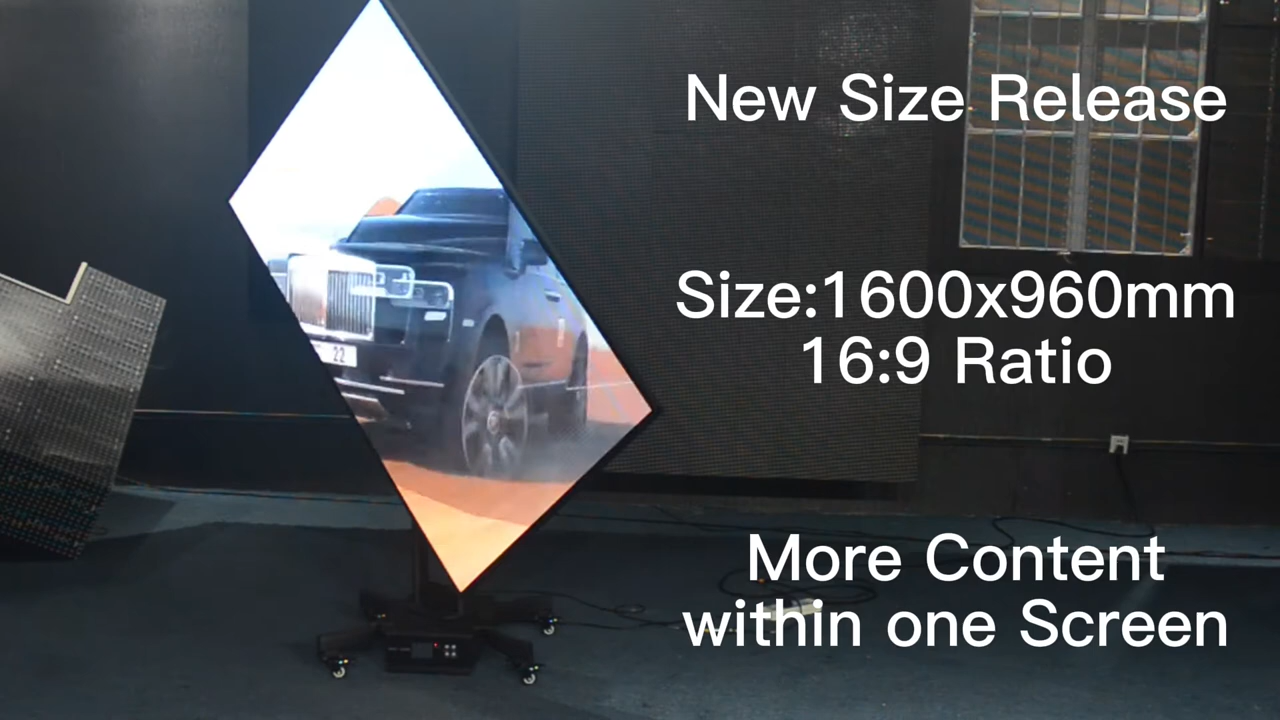 New Size Release
Size:1600x960mm
16:9 Ratio
More Content
within one Screen
22